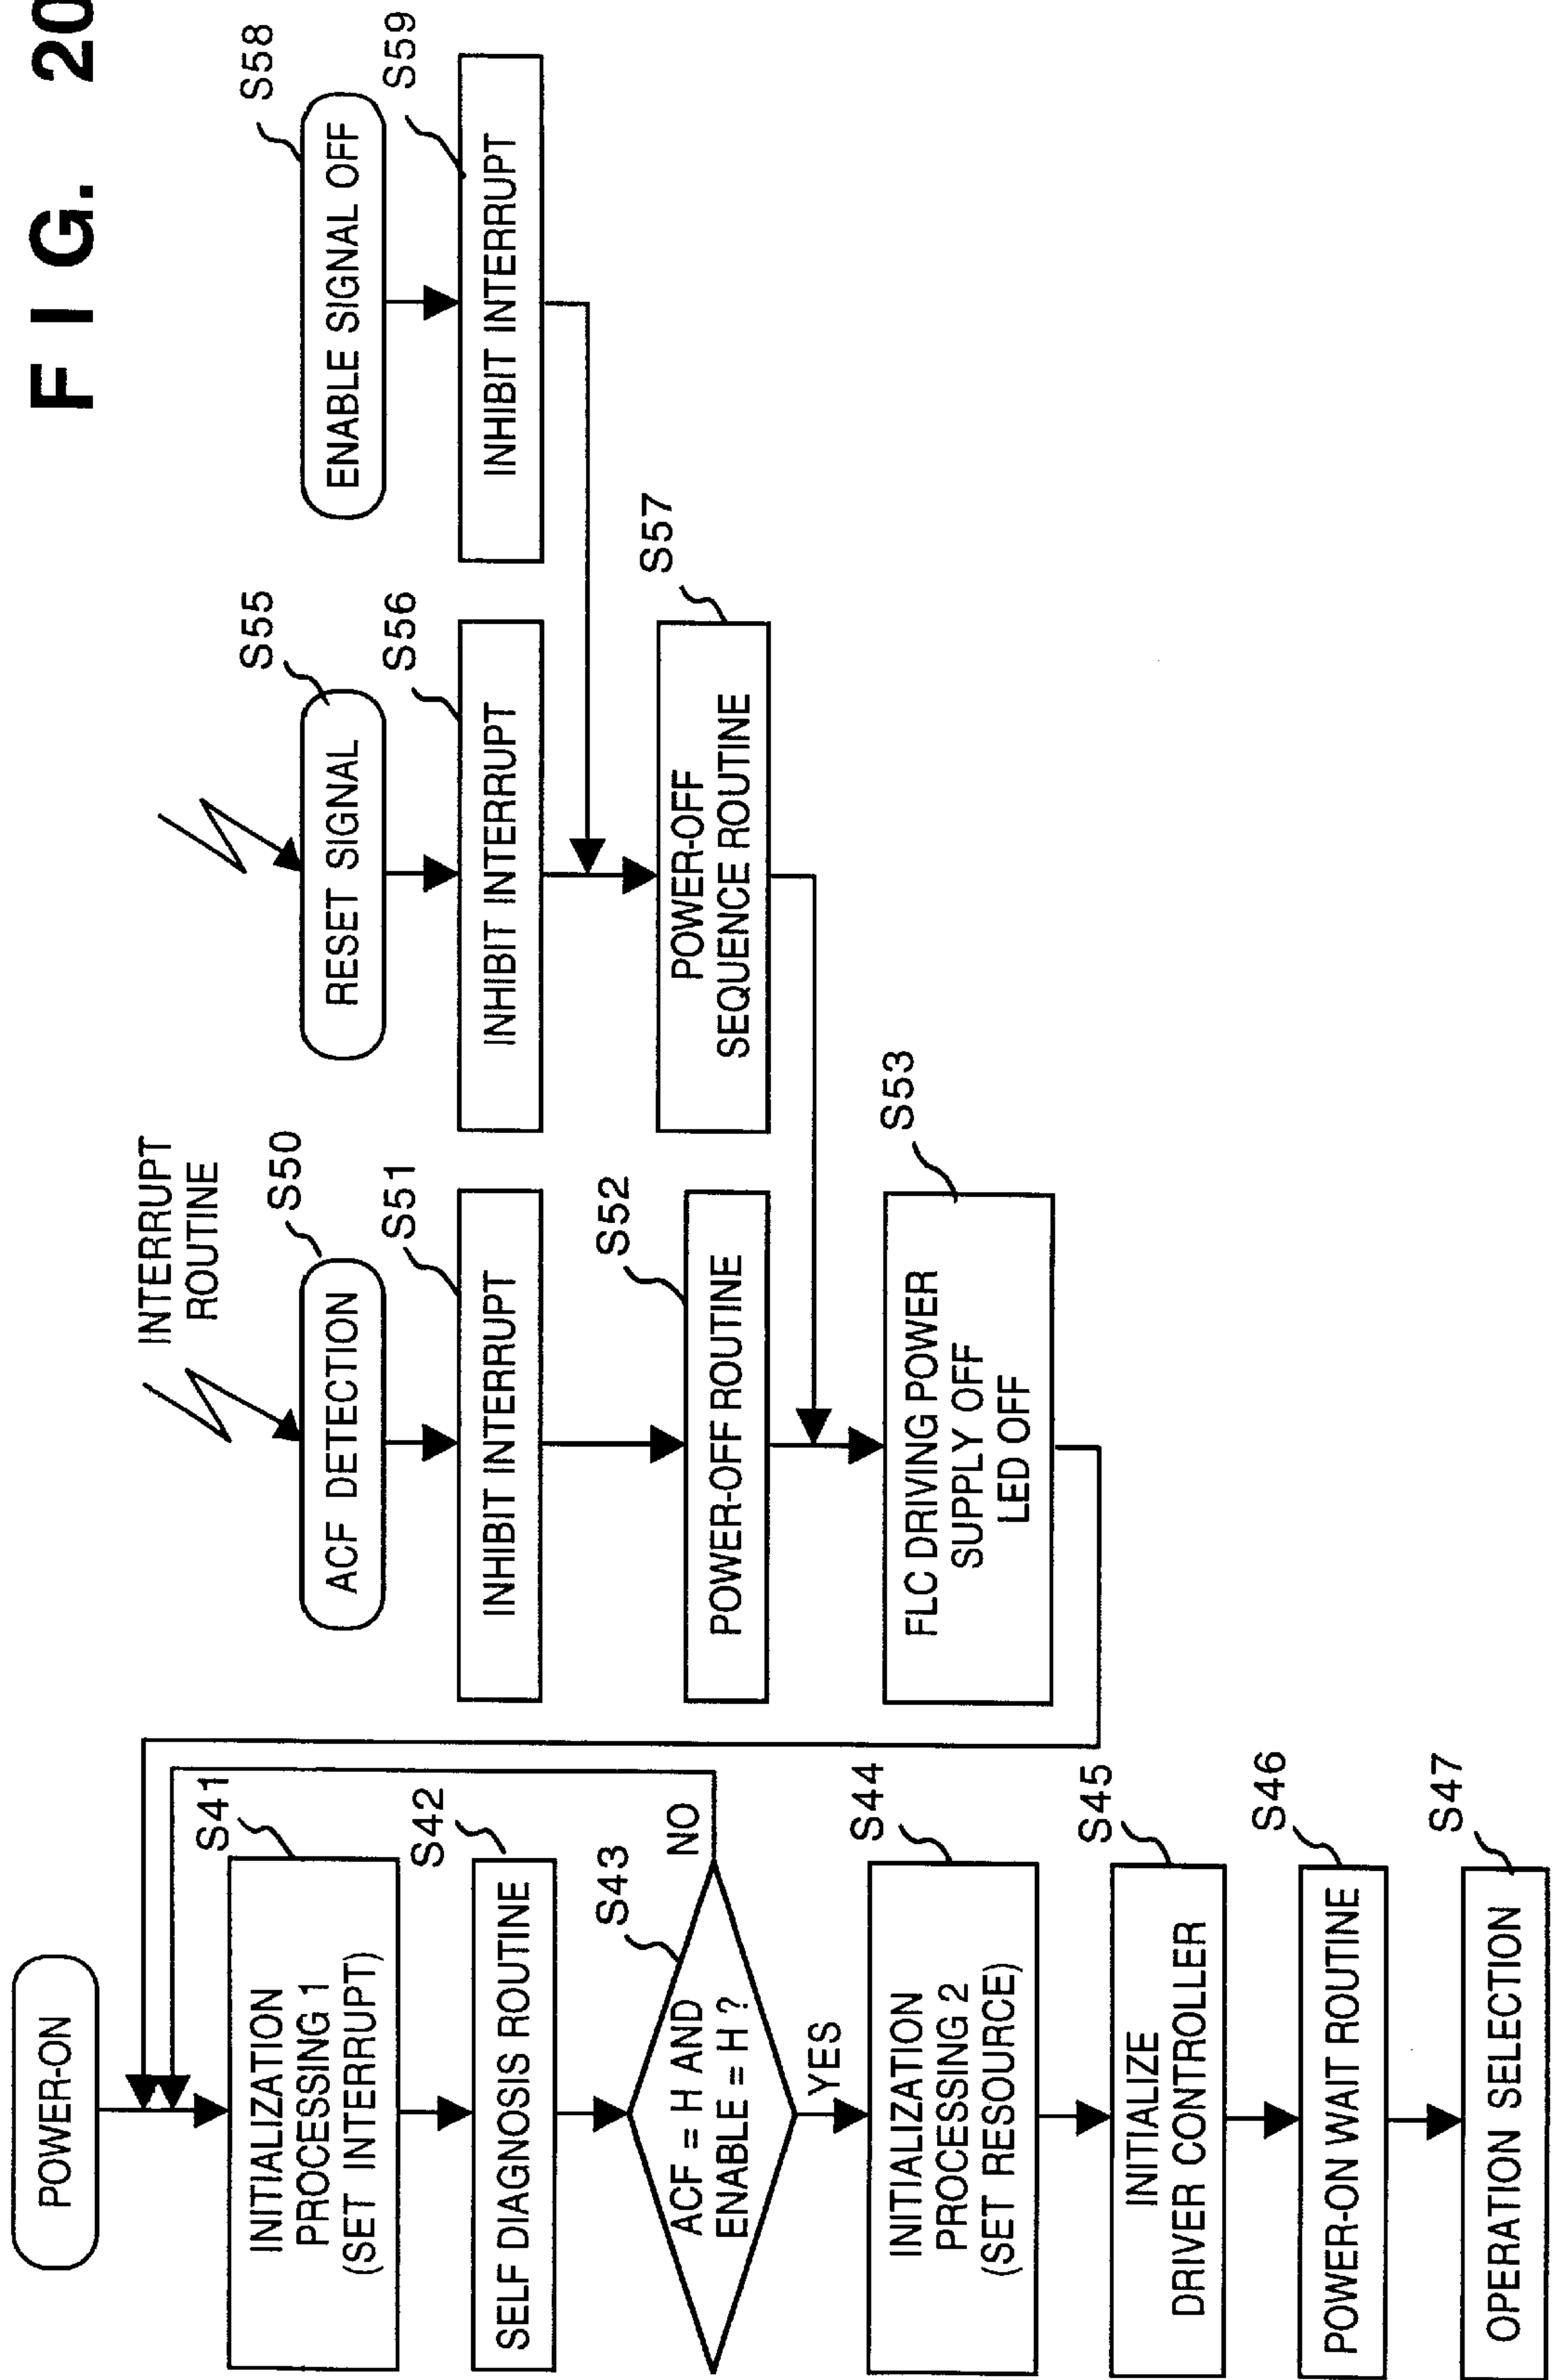 FIG. 20
POWER-ON
S41
INITIALIZATION
PROCESSING 1
(SET INTERRUPT)
S42
SELF DIAGNOSIS ROUTINE
S43
ACF = H AND
ENABLE = H ?
NO
YES
S44
INITIALIZATION
PROCESSING 2
(SET RESOURCE)
S45
INITIALIZE
DRIVER CONTROLLER
S46
POWER-ON WAIT ROUTINE
S47
OPERATION SELECTION
INTERRUPT
ROUTINE
S50
ACF DETECTION
S51
INHIBIT INTERRUPT
S52
POWER-OFF ROUTINE
S53
FLC DRIVING POWER
SUPPLY OFF
LED OFF
S55
RESET SIGNAL
S56
INHIBIT INTERRUPT
S57
POWER-OFF
SEQUENCE ROUTINE
S58
ENABLE SIGNAL OFF
S59
INHIBIT INTERRUPT